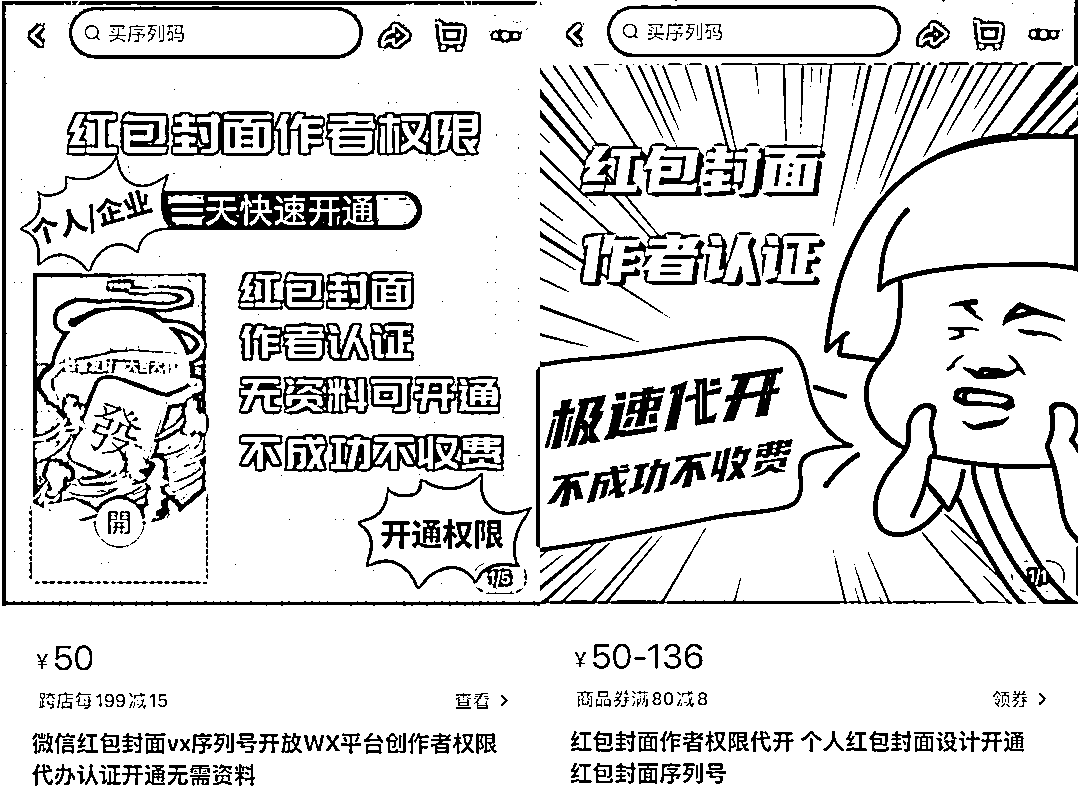 买序列码
红包封面作者权限
个人/企业
三天快速开通
红包封面
作者认证
无资料可开通
不成功不收费
發
開
开通权限
1/5
¥50
跨店每199减15
查看 >
微信红包封面vx序列号开放WX平台创作者权限
代办认证开通无需资料
买序列码
红包封面
作者认证
极速代开
不成功不收费
1/1
¥50-136
商品券满80减8
领券 >
红包封面作者权限代开 个人红包封面设计开通
红包封面序列号